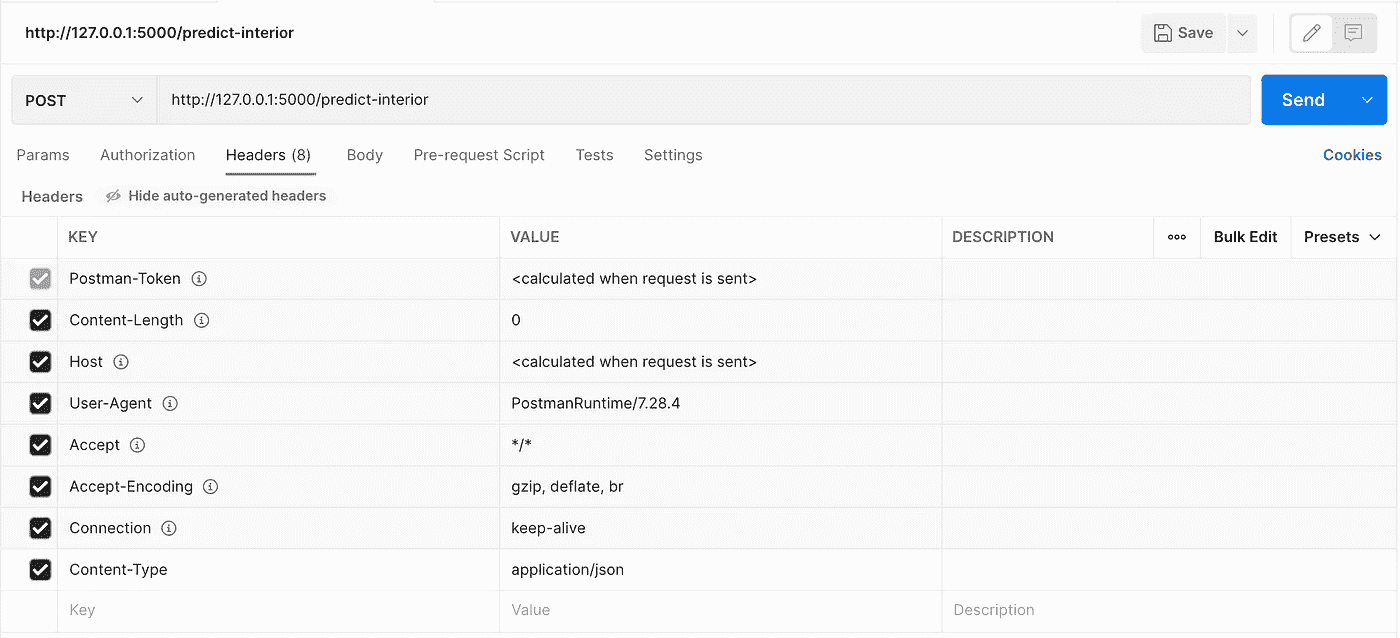 http://127.0.0.1:5000/predict-interior
Save
POST http://127.0.0.1:5000/predict-interior Send
Params Authorization Headers (8) Body Pre-request Script Tests Settings Cookies
Headers Hide auto-generated headers
KEY VALUE DESCRIPTION ooo Bulk Edit Presets
Postman-Token <calculated when request is sent>
Content-Length 0
Host <calculated when request is sent>
User-Agent PostmanRuntime/7.28.4
Accept */*
Accept-Encoding gzip, deflate, br
Connection keep-alive
Content-Type application/json
Key Value Description